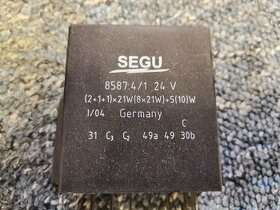 SEGU
8587.4/1 24 V
(2+1+1)×21W(8×21W)+5(10)W
I/04 Germany
C
31 C₃ C₂ 49a 49 30b